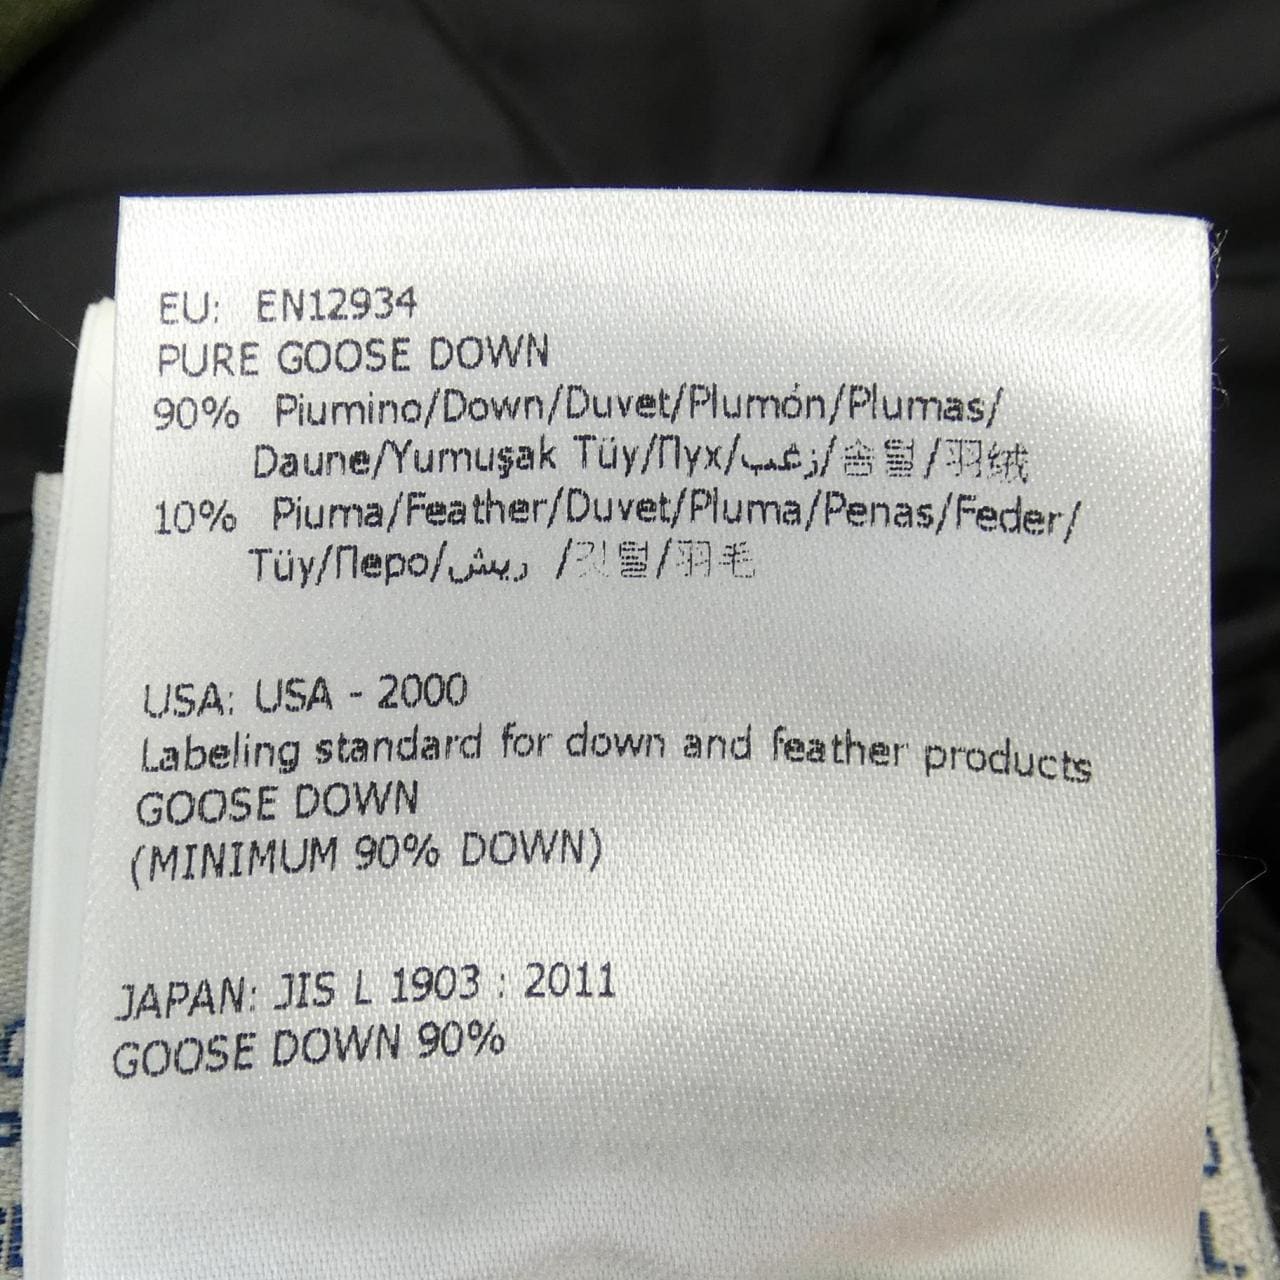 EU: EN12934
PURE GOOSE DOWN
90% Piumino/Down/Duvet/Plumón/Plumas/
Daune/Yumuşak Tüy/Пух/زغب/솜털/羽绒
10% Piuma/Feather/Duvet/Pluma/Penas/Feder/
Tüy/Перо/ريش /깃털/羽毛
USA: USA - 2000
Labeling standard for down and feather products
GOOSE DOWN
(MINIMUM 90% DOWN)
JAPAN: JIS L 1903 : 2011
GOOSE DOWN 90%